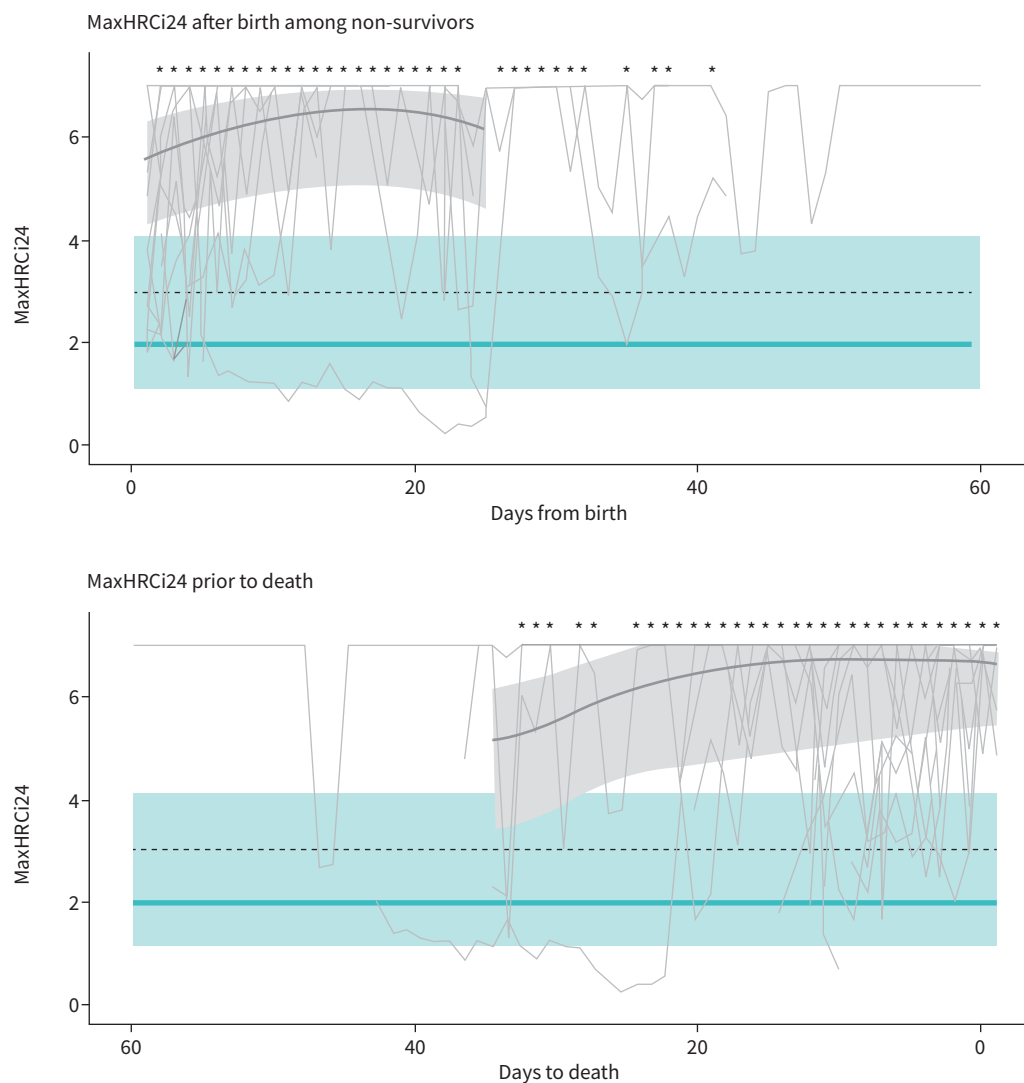 MaxHRCi24 after birth among non-survivors
* * * * * * * * * * * * * * * * * * * * * * * * * * * * * * * * *
6
4
2
0
MaxHRCi24
0 20 40 60
Days from birth
MaxHRCi24 prior to death
* * * * * * * * * * * * * * * * * * * * * * * * * * * * * *
6
4
2
0
MaxHRCi24
60 40 20 0
Days to death